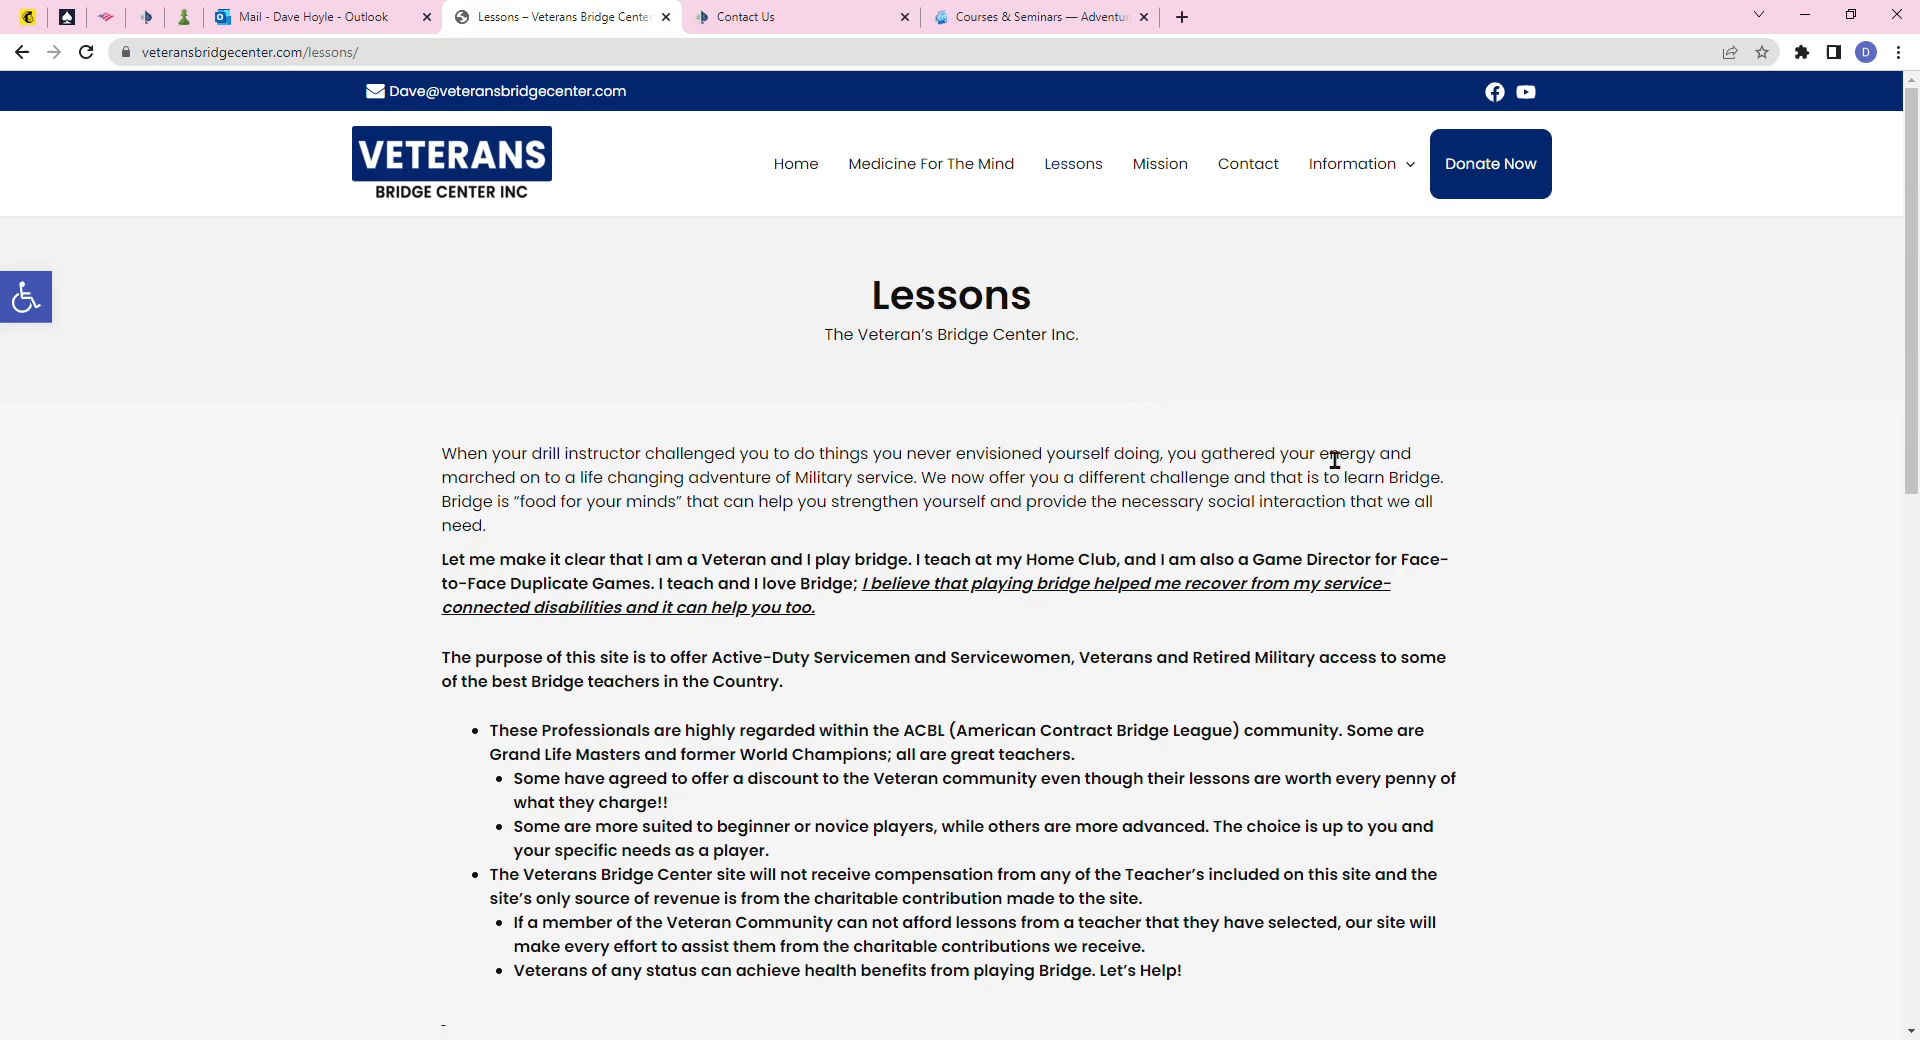 Mail - Dave Hoyle - Outlook
Lessons – Veterans Bridge Center
Contact Us
Courses & Seminars — Adventur
veteransbridgecenter.com/lessons/
D
Dave@veteransbridgecenter.com
VETERANS
BRIDGE CENTER INC
Home
Medicine For The Mind
Lessons
Mission
Contact
Information
Donate Now
Lessons
The Veteran’s Bridge Center Inc.
When your drill instructor challenged you to do things you never envisioned yourself doing, you gathered your energy and
marched on to a life changing adventure of Military service. We now offer you a different challenge and that is to learn Bridge.
Bridge is “food for your minds” that can help you strengthen yourself and provide the necessary social interaction that we all
need.
Let me make it clear that I am a Veteran and I play bridge. I teach at my Home Club, and I am also a Game Director for Face-
to-Face Duplicate Games. I teach and I love Bridge; I believe that playing bridge helped me recover from my service-
connected disabilities and it can help you too.
The purpose of this site is to offer Active-Duty Servicemen and Servicewomen, Veterans and Retired Military access to some
of the best Bridge teachers in the Country.
• These Professionals are highly regarded within the ACBL (American Contract Bridge League) community. Some are
Grand Life Masters and former World Champions; all are great teachers.
• Some have agreed to offer a discount to the Veteran community even though their lessons are worth every penny of
what they charge!!
• Some are more suited to beginner or novice players, while others are more advanced. The choice is up to you and
your specific needs as a player.
• The Veterans Bridge Center site will not receive compensation from any of the Teacher’s included on this site and the
site’s only source of revenue is from the charitable contribution made to the site.
• If a member of the Veteran Community can not afford lessons from a teacher that they have selected, our site will
make every effort to assist them from the charitable contributions we receive.
• Veterans of any status can achieve health benefits from playing Bridge. Let’s Help!
-